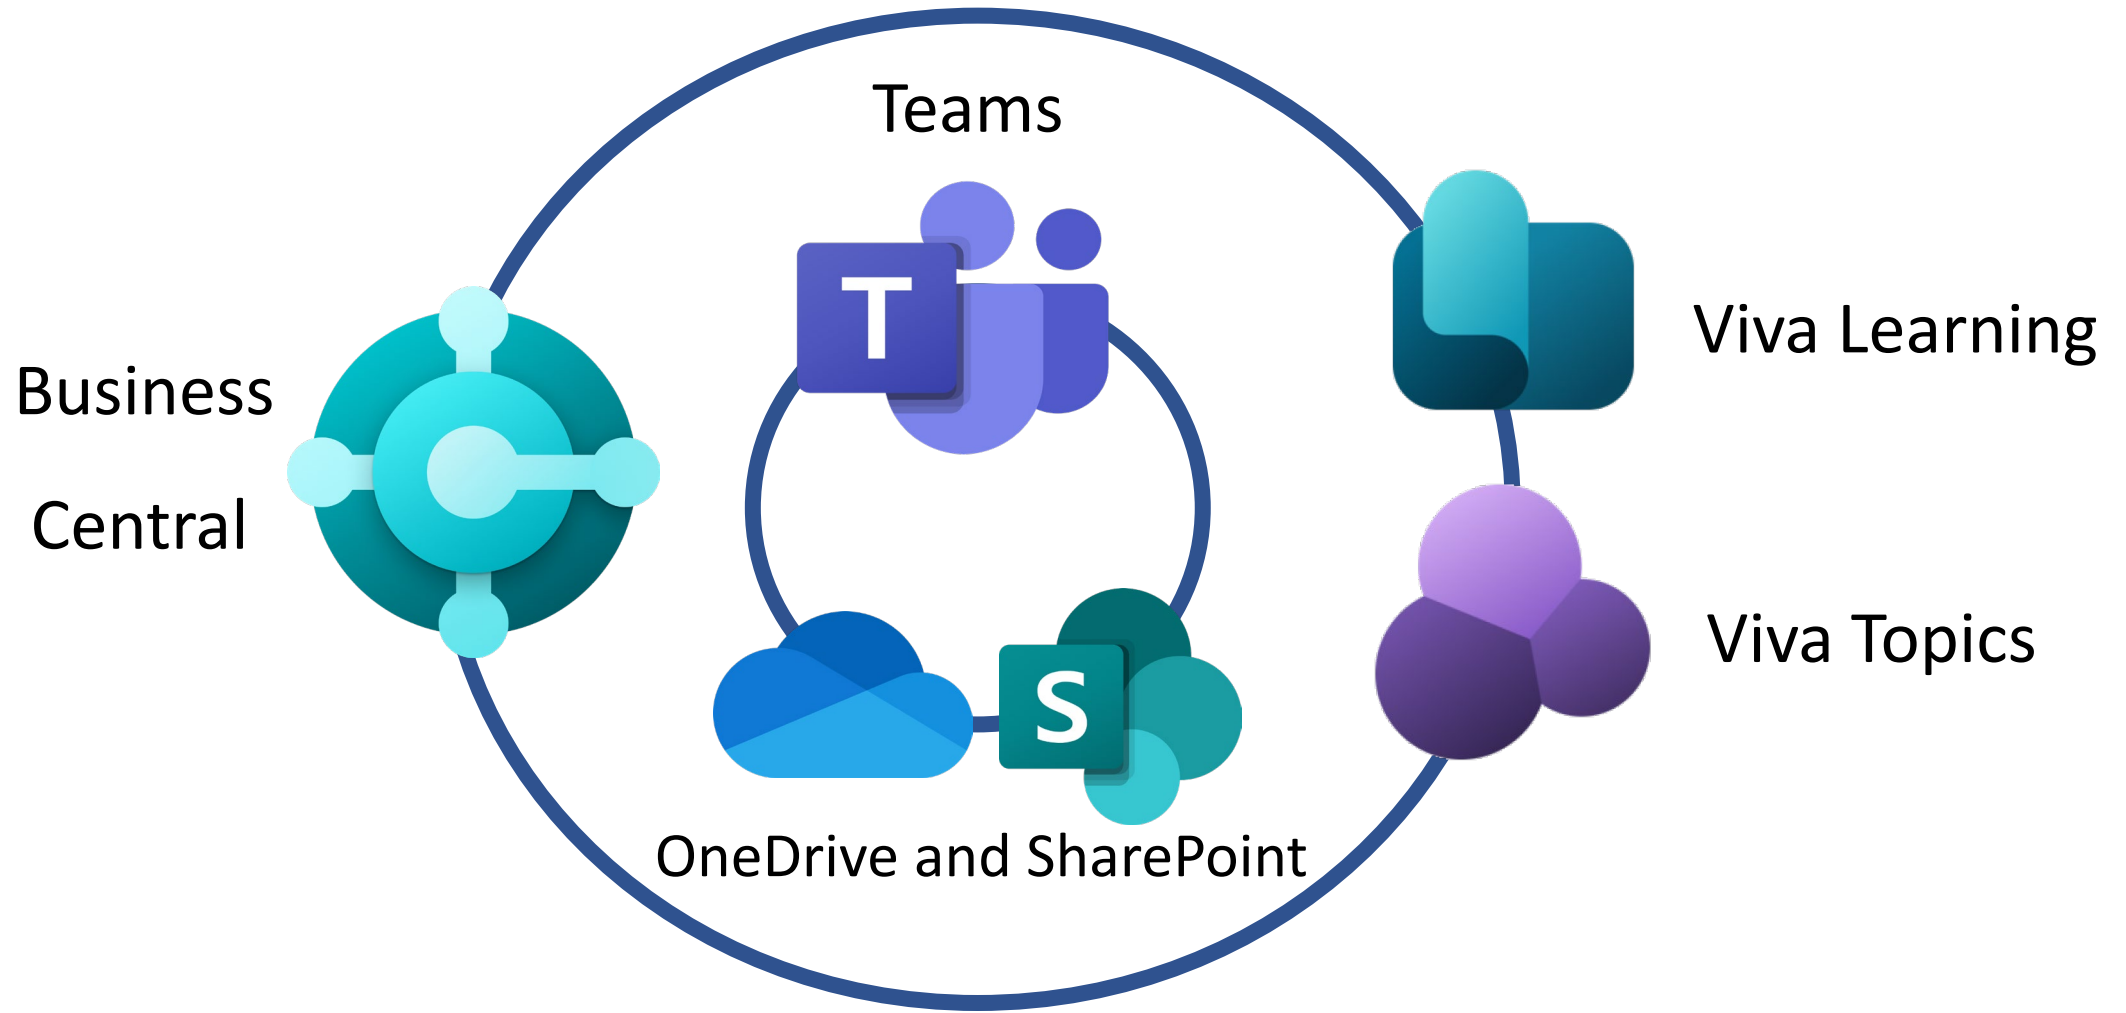 Teams
T
Business
Central
Viva Learning
Viva Topics
S
OneDrive and SharePoint